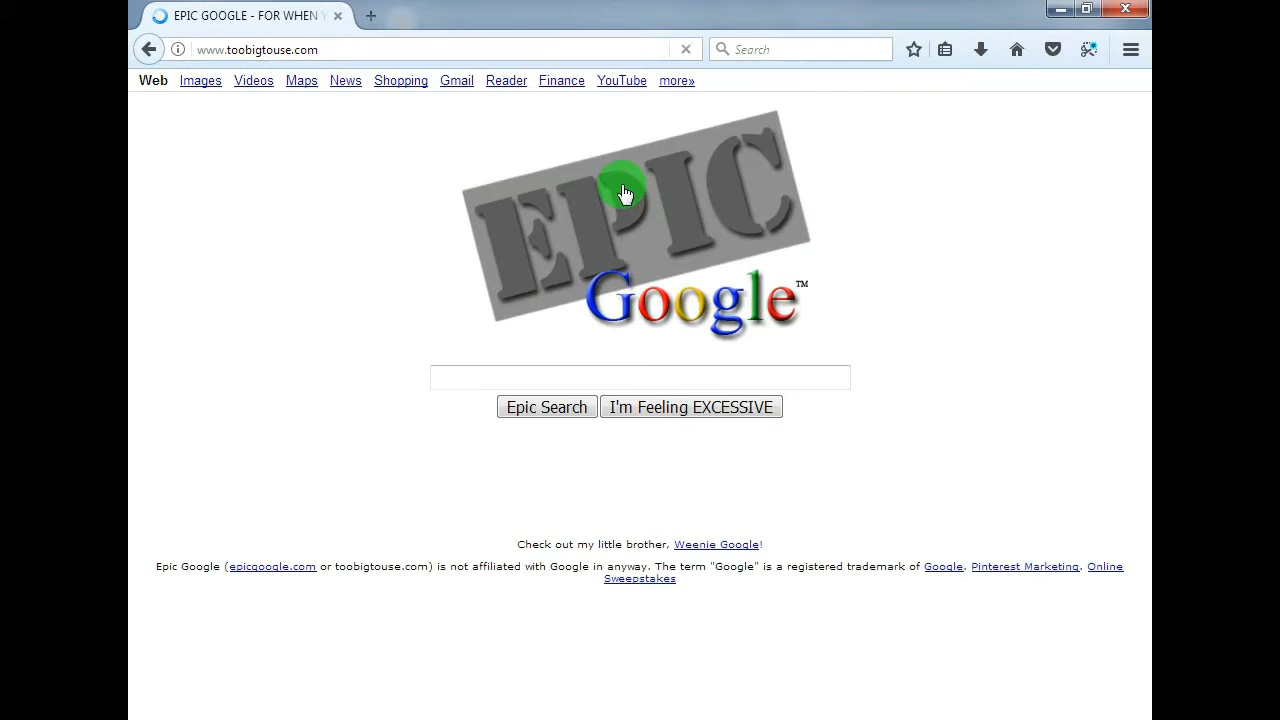 EPIC GOOGLE - FOR WHEN Y
www.toobigtouse.com
Search
Web Images Videos Maps News Shopping Gmail Reader Finance YouTube more»
EPIC
Google™
Epic Search I'm Feeling EXCESSIVE
Check out my little brother, Weenie Google!
Epic Google (epicgoogle.com or toobigtouse.com) is not affiliated with Google in anyway. The term "Google" is a registered trademark of Google. Pinterest Marketing. Online
Sweepstakes